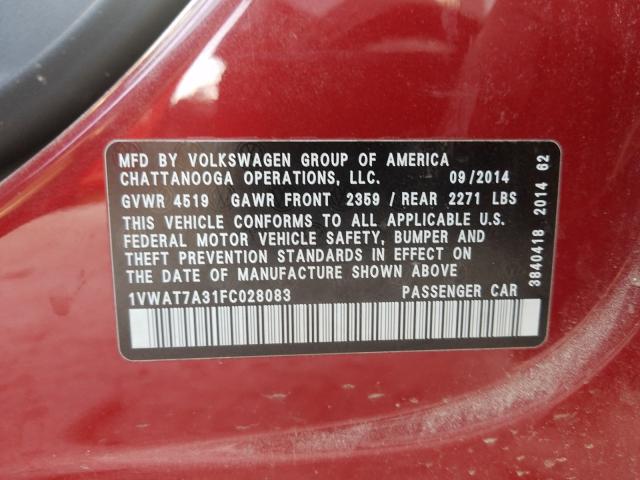 MFD BY VOLKSWAGEN GROUP OF AMERICA
CHATTANOOGA OPERATIONS, LLC. 09/2014
GVWR 4519 GAWR FRONT 2359 / REAR 2271 LBS
THIS VEHICLE CONFORMS TO ALL APPLICABLE U.S.
FEDERAL MOTOR VEHICLE SAFETY, BUMPER AND
THEFT PREVENTION STANDARDS IN EFFECT ON
THE DATE OF MANUFACTURE SHOWN ABOVE
1VWAT7A31FC028083 PASSENGER CAR
3840418 2014 62